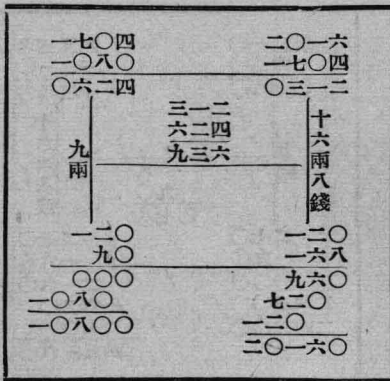 二〇一六
一七〇四
〇三一二
十六兩八錢
一二〇
一六八
九六〇
七二〇
一二〇
二〇一六〇
三一二
六二四
九三六
一七〇四
一〇八〇
〇六二四
九兩
一二〇
九〇
〇〇〇
一〇八〇
一〇八〇〇